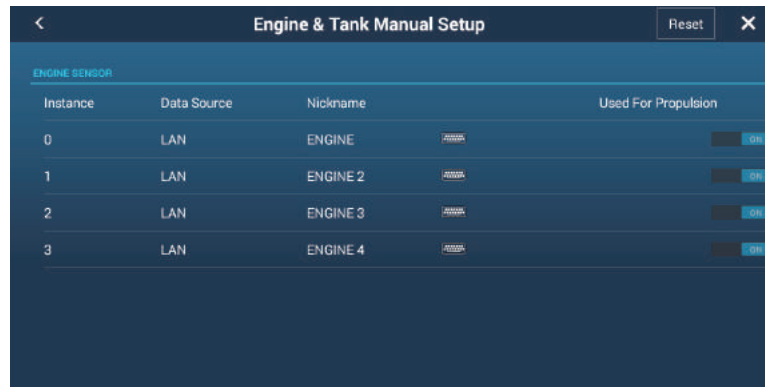 Engine & Tank Manual Setup Reset
ENGINE SENSOR
Instance Data Source Nickname Used For Propulsion
0 LAN ENGINE ON
1 LAN ENGINE 2 ON
2 LAN ENGINE 3 ON
3 LAN ENGINE 4 ON